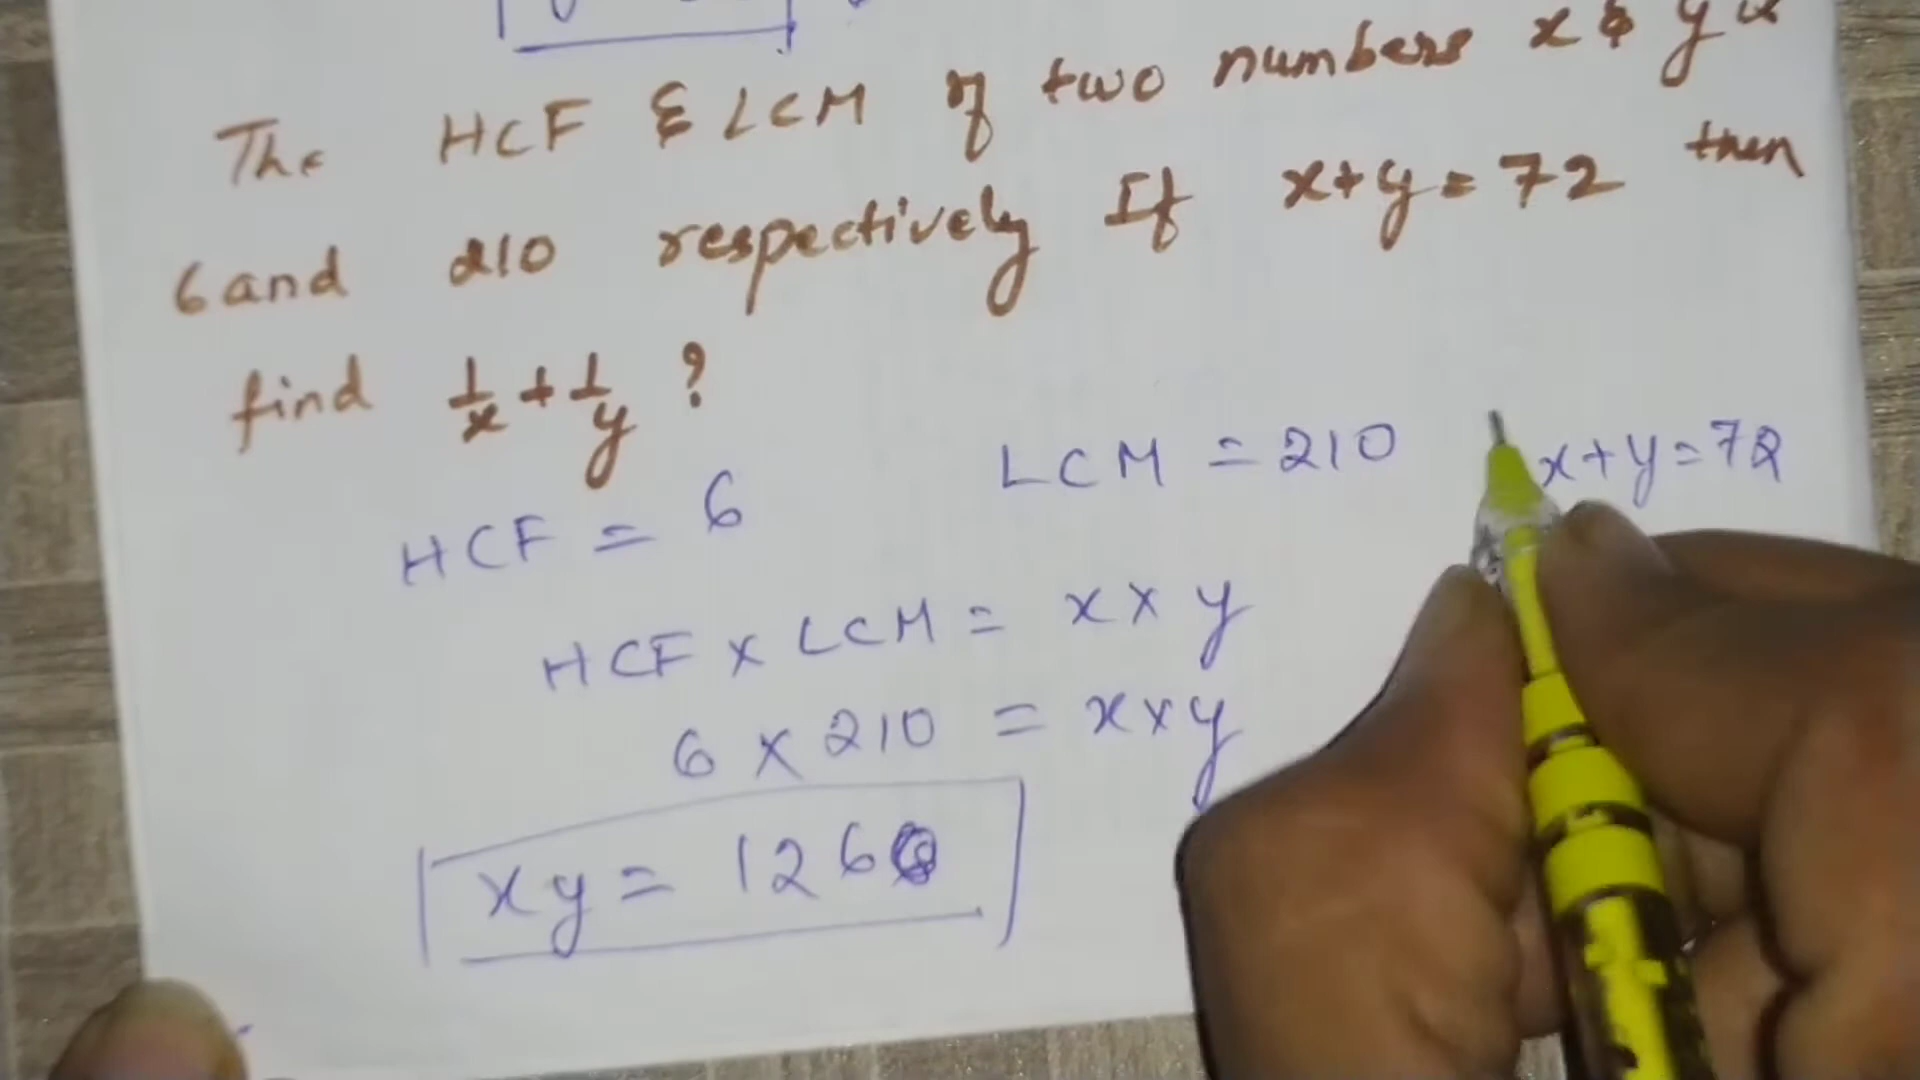 The HCF & LCM of two numbers x & y is
6 and 210 respectively If x+y=72 then
find 1/x + 1/y ?
HCF = 6 LCM = 210 x+y=72
HCF x LCM = x x y
6 x 210 = x x y
xy = 1260